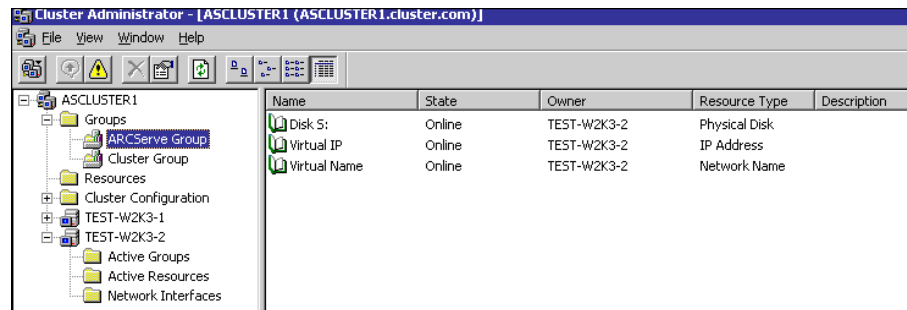 Cluster Administrator - [ASCLUSTER1 (ASCLUSTER1.cluster.com)]
File View Window Help
ASCLUSTER1
Groups
ARCServe Group
Cluster Group
Resources
Cluster Configuration
TEST-W2K3-1
TEST-W2K3-2
Active Groups
Active Resources
Network Interfaces
Name State Owner Resource Type Description
Disk S: Online TEST-W2K3-2 Physical Disk
Virtual IP Online TEST-W2K3-2 IP Address
Virtual Name Online TEST-W2K3-2 Network Name